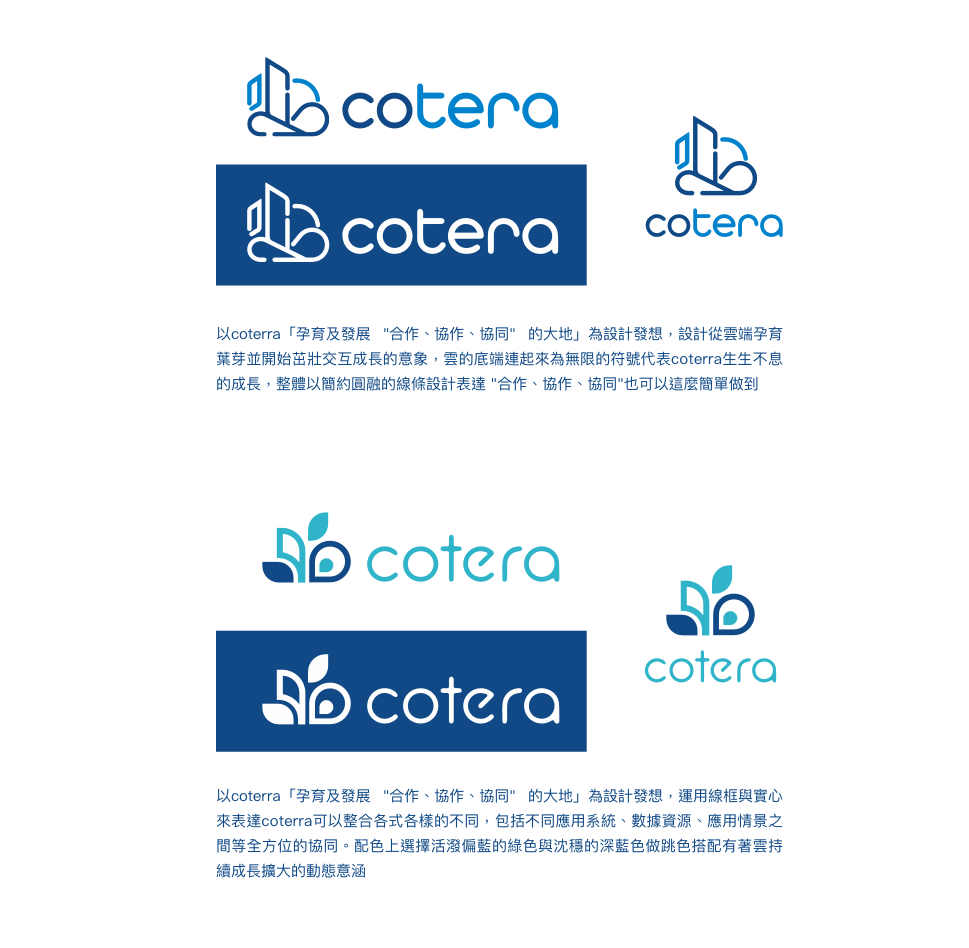 cotera
cotera
cotera
以coterra「孕育及發展 "合作、協作、協同" 的大地」為設計發想，設計從雲端孕育
葉芽並開始茁壯交互成長的意象，雲的底端連起來為無限的符號代表coterra生生不息
的成長，整體以簡約圓融的線條設計表達 "合作、協作、協同"也可以這麼簡單做到
cotera
cotera
cotera
以coterra「孕育及發展 "合作、協作、協同" 的大地」為設計發想，運用線框與實心
來表達coterra可以整合各式各樣的不同，包括不同應用系統、數據資源、應用情景之
間等全方位的協同。配色上選擇活潑偏藍的綠色與沈穩的深藍色做跳色搭配有著雲持
續成長擴大的動態意涵